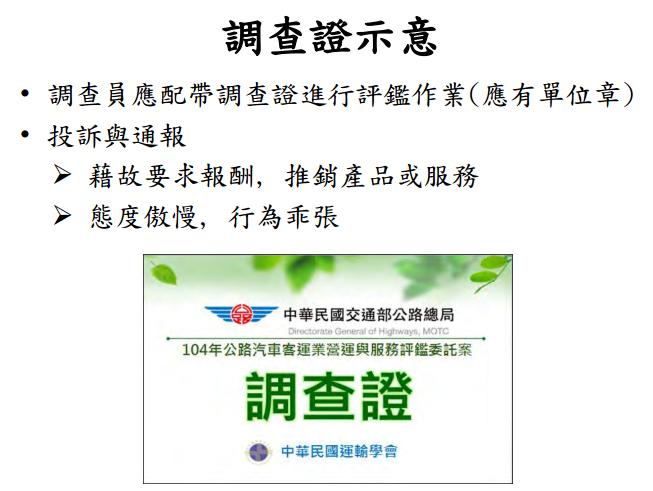 調查證示意
• 調查員應配帶調查證進行評鑑作業(應有單位章)
• 投訴與通報
➢ 藉故要求報酬, 推銷產品或服務
➢ 態度傲慢, 行為乖張
中華民國交通部公路總局
Directorate General of Highways, MOTC
104年公路汽車客運業營運與服務評鑑委託案
調查證
中華民國運輸學會